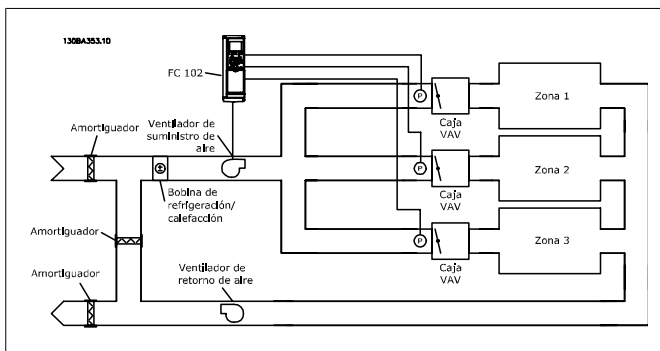 130BA353.10
FC 102
Ventilador de
suministro de
aire
Amortiguador
Bobina de
refrigeración/
calefacción
Amortiguador
Amortiguador
Ventilador de
retorno de aire
P
Caja
VAV
Zona 1
P
Caja
VAV
Zona 2
P
Caja
VAV
Zona 3